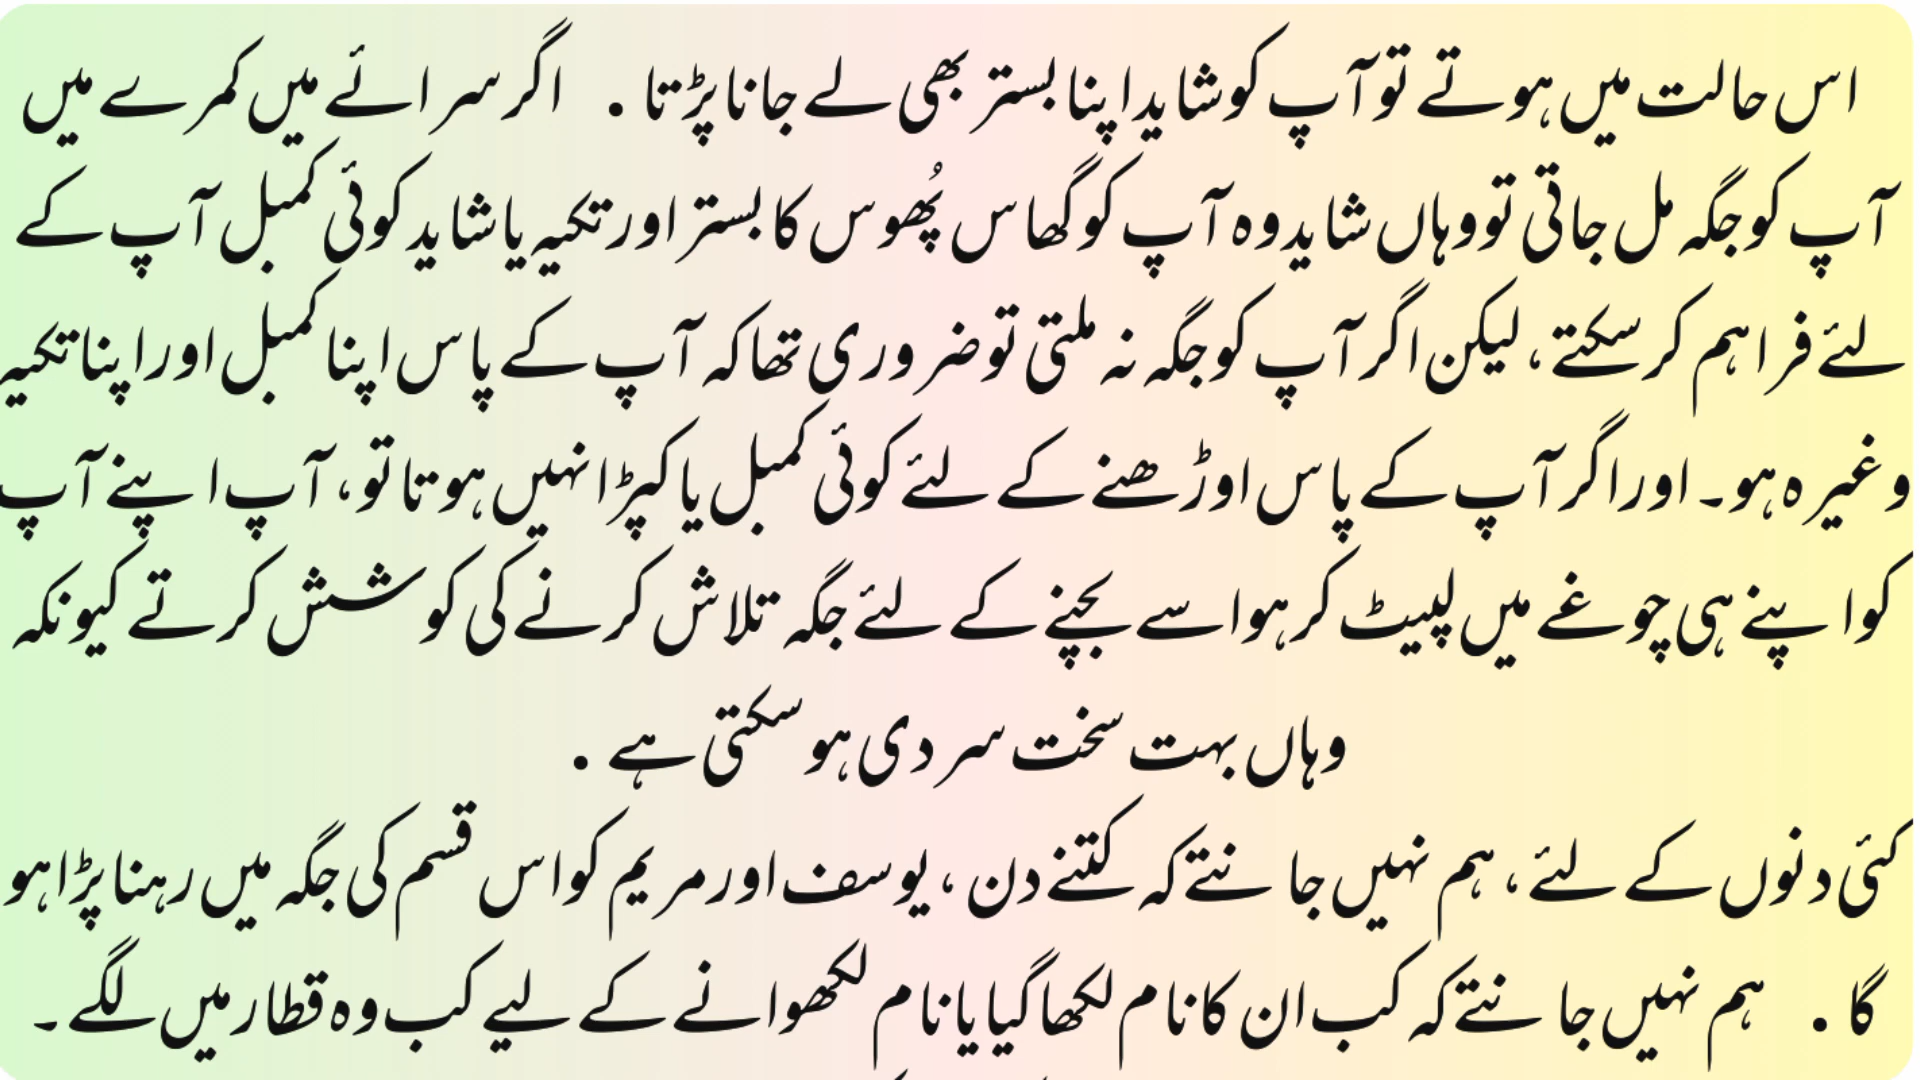 اس حالت میں ہوتے تو آپ کو شاید اپنا بستر بھی لے جانا پڑتا . اگر سرائے میں کمرے میں
آپ کو جگہ مل جاتی تو وہاں شاید وہ آپ کو گھاس پُھوس کا بستر اور تکیہ یا شاید کوئی کمبل آپ کے
لئے فراہم کر سکتے، لیکن اگر آپ کو جگہ نہ ملتی تو ضروری تھا کہ آپ کے پاس اپنا کمبل اور اپنا تکیہ
وغیرہ ہو۔ اور اگر آپ کے پاس اوڑھنے کے لئے کوئی کمبل یا کپڑا نہیں ہوتا تو، آپ اپنے آپ
کو اپنے ہی چوغے میں لپیٹ کر ہوا سے بچنے کے لئے جگہ تلاش کرنے کی کوشش کرتے کیونکہ
وہاں بہت سخت سردی ہو سکتی ہے .
کئی دنوں کے لئے، ہم نہیں جانتے کہ کتنے دن، یوسف اور مریم کو اس قسم کی جگہ میں رہنا پڑا ہو
گا . ہم نہیں جانتے کہ کب ان کا نام لکھا گیا یا نام لکھوانے کے لیے کب وہ قطار میں لگے۔